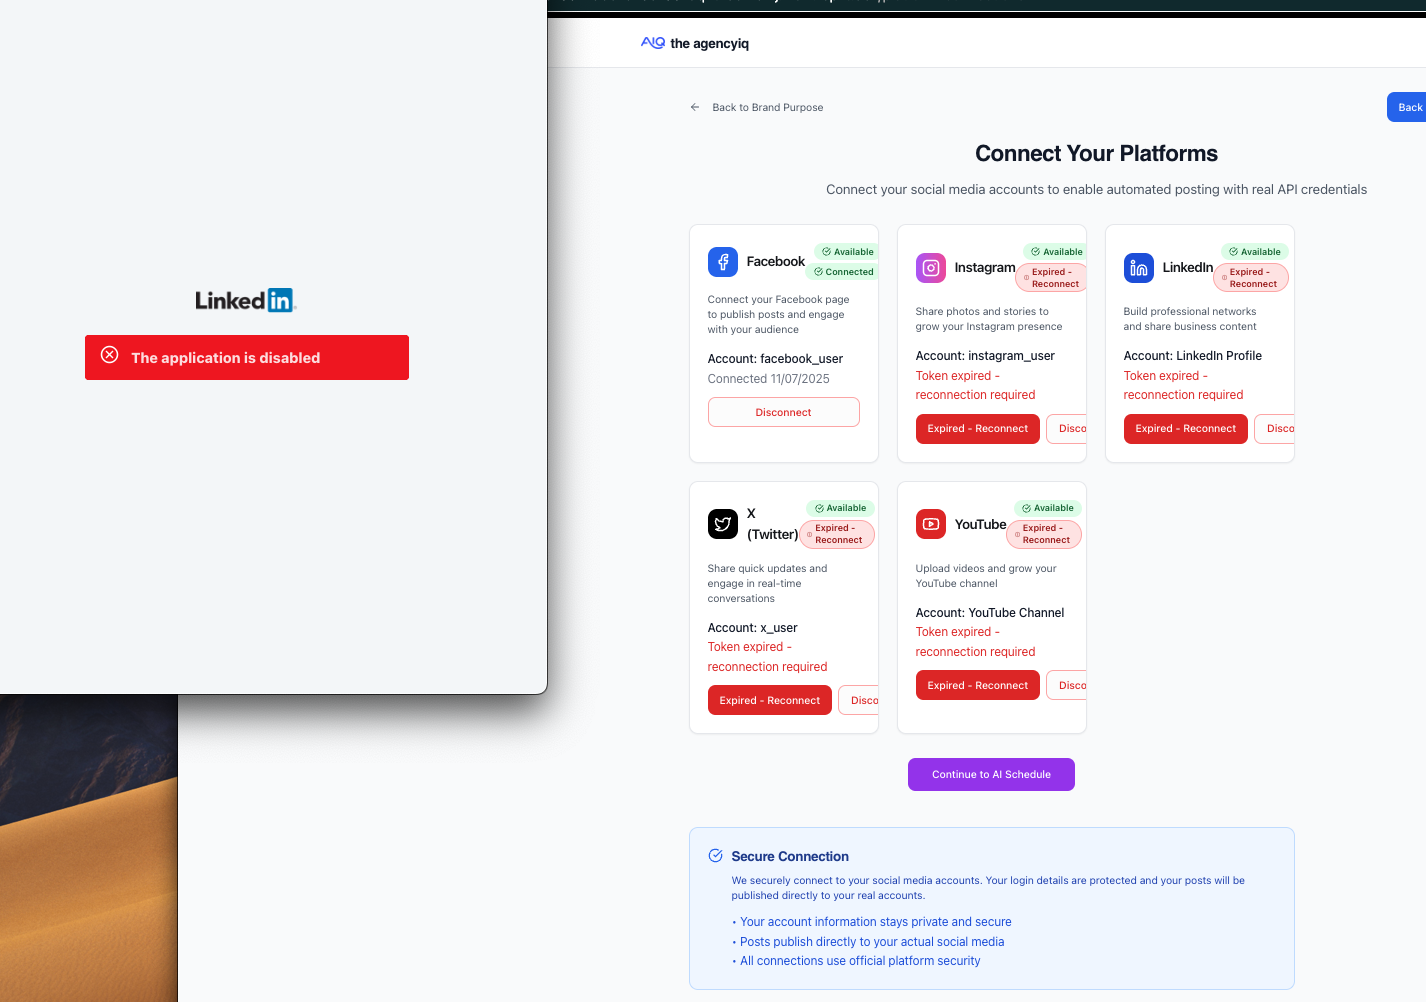 AIQ the agencyiq
← Back to Brand Purpose
Back
Connect Your Platforms
Connect your social media accounts to enable automated posting with real API credentials
Linked in
The application is disabled
Facebook
Available
Connected
Connect your Facebook page
to publish posts and engage
with your audience
Account: facebook_user
Connected 11/07/2025
Disconnect
Instagram
Available
Expired -
Reconnect
Share photos and stories to
grow your Instagram presence
Account: instagram_user
Token expired -
reconnection required
Expired - Reconnect
Disco
LinkedIn
Available
Expired -
Reconnect
Build professional networks
and share business content
Account: LinkedIn Profile
Token expired -
reconnection required
Expired - Reconnect
Disco
X
(Twitter)
Available
Expired -
Reconnect
Share quick updates and
engage in real-time
conversations
Account: x_user
Token expired -
reconnection required
Expired - Reconnect
Disco
YouTube
Available
Expired -
Reconnect
Upload videos and grow your
YouTube channel
Account: YouTube Channel
Token expired -
reconnection required
Expired - Reconnect
Disco
Continue to AI Schedule
Secure Connection
We securely connect to your social media accounts. Your login details are protected and your posts will be
published directly to your real accounts.
• Your account information stays private and secure
• Posts publish directly to your actual social media
• All connections use official platform security